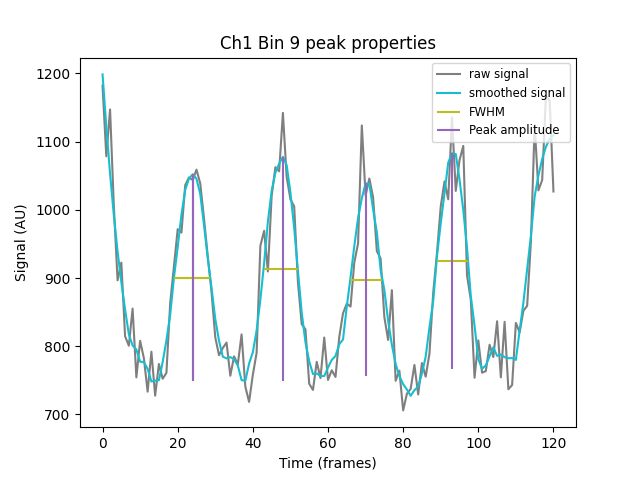 Ch1 Bin 9 peak properties
raw signal
smoothed signal
FWHM
Peak amplitude
Signal (AU)
1200
1100
1000
900
800
700
0 20 40 60 80 100 120
Time (frames)